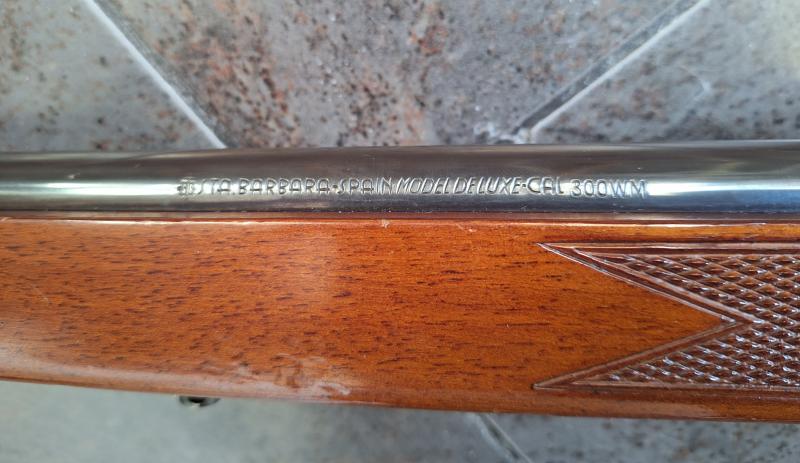 STA. BARBARA·SPAIN MODEL DELUXE·CAL 300WM